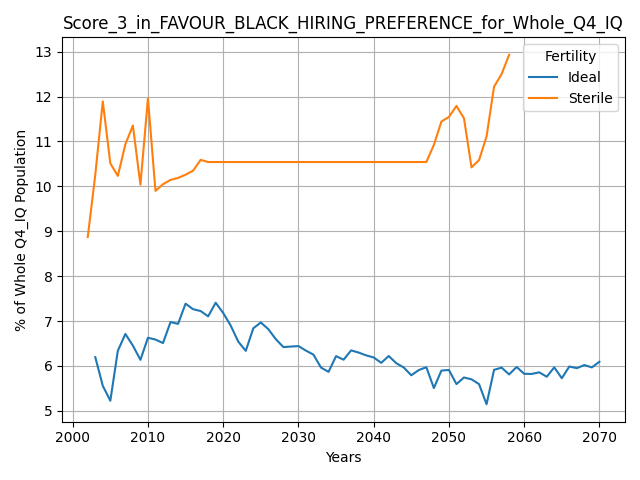 Score_3_in_FAVOUR_BLACK_HIRING_PREFERENCE_for_Whole_Q4_IQ
Fertility
Ideal
Sterile
% of Whole Q4_IQ Population
13
12
11
10
9
8
7
6
5
2000 2010 2020 2030 2040 2050 2060 2070
Years